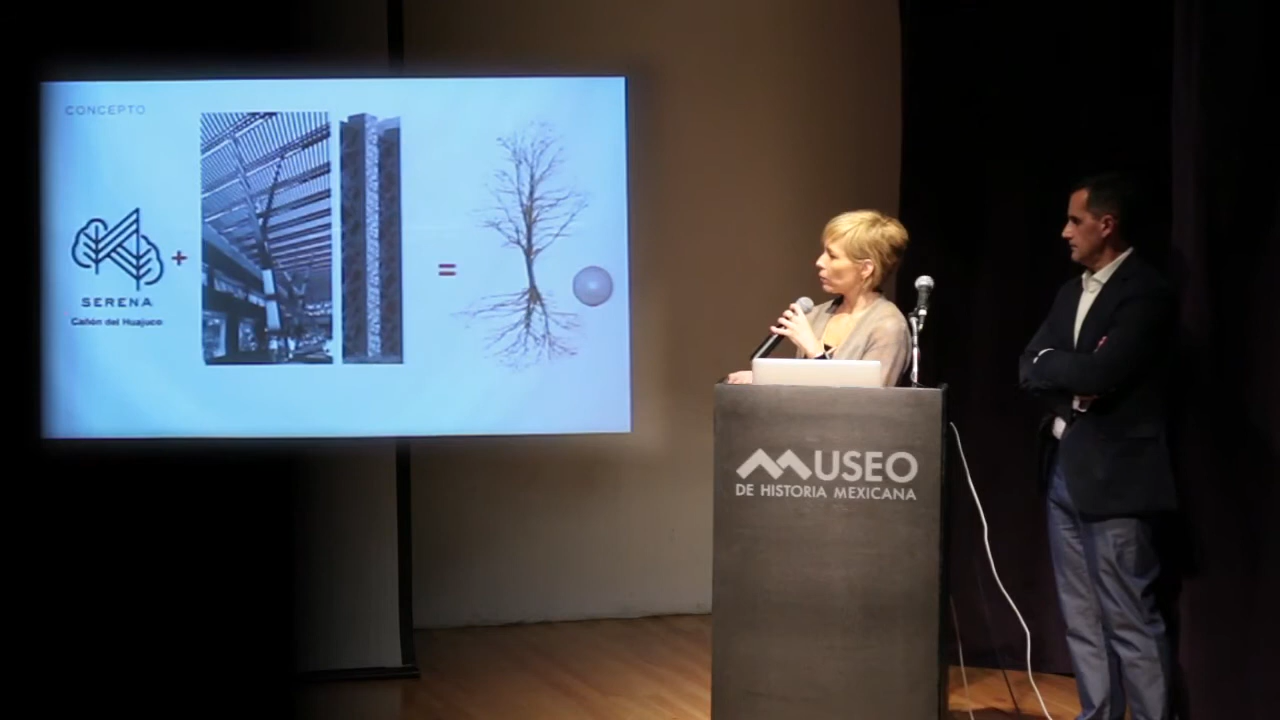 CONCEPTO
+
=
SERENA
Cañón del Huajuco
MUSEO
DE HISTORIA MEXICANA